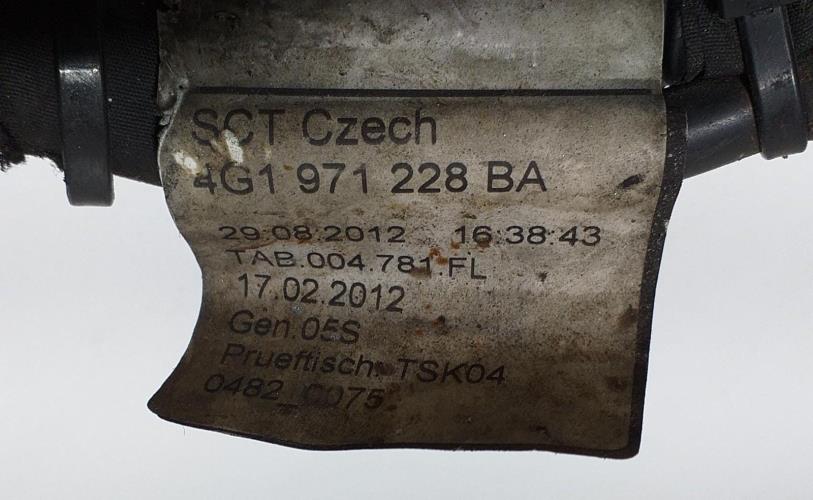 SCT Czech
4G1 971 228 BA
29.08.2012 16:38:43
TAB.004.781.FL
17.02.2012
Gen.05S
Prueftisch: TSK04
0482_C075